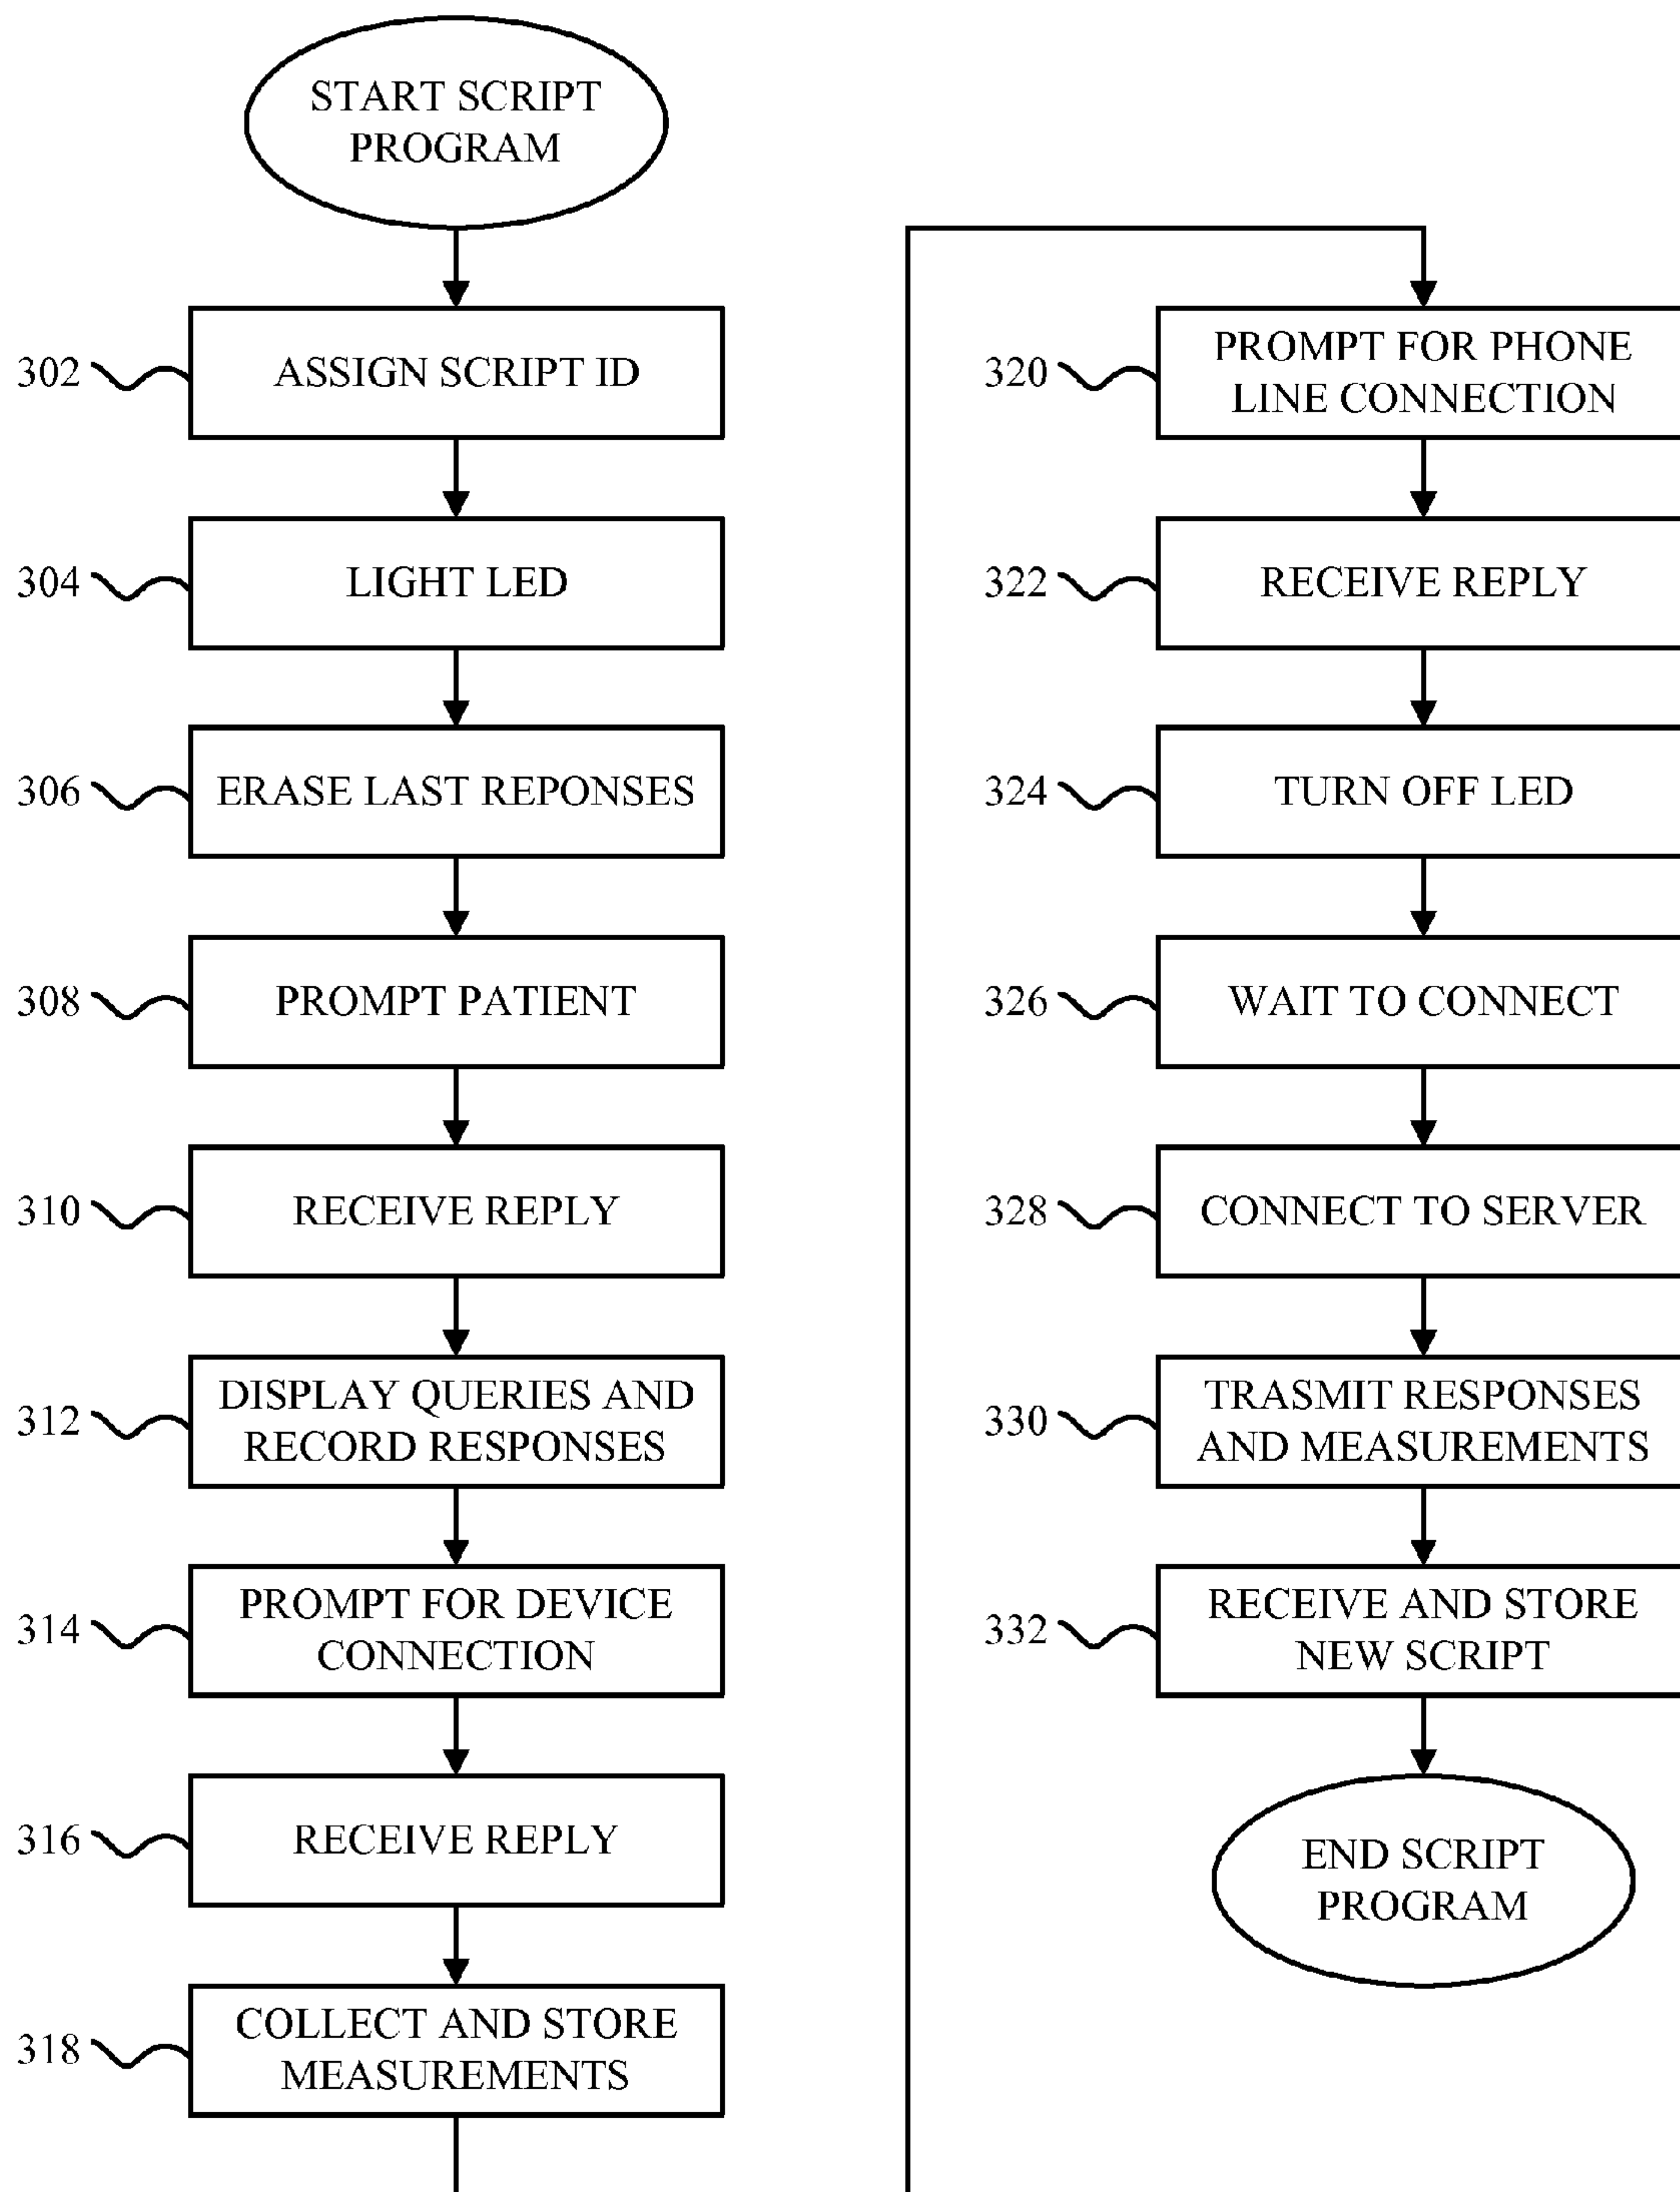 START SCRIPT
PROGRAM
302
ASSIGN SCRIPT ID
304
LIGHT LED
306
ERASE LAST REPONSES
308
PROMPT PATIENT
310
RECEIVE REPLY
312
DISPLAY QUERIES AND
RECORD RESPONSES
314
PROMPT FOR DEVICE
CONNECTION
316
RECEIVE REPLY
318
COLLECT AND STORE
MEASUREMENTS
320
PROMPT FOR PHONE
LINE CONNECTION
322
RECEIVE REPLY
324
TURN OFF LED
326
WAIT TO CONNECT
328
CONNECT TO SERVER
330
TRASMIT RESPONSES
AND MEASUREMENTS
332
RECEIVE AND STORE
NEW SCRIPT
END SCRIPT
PROGRAM